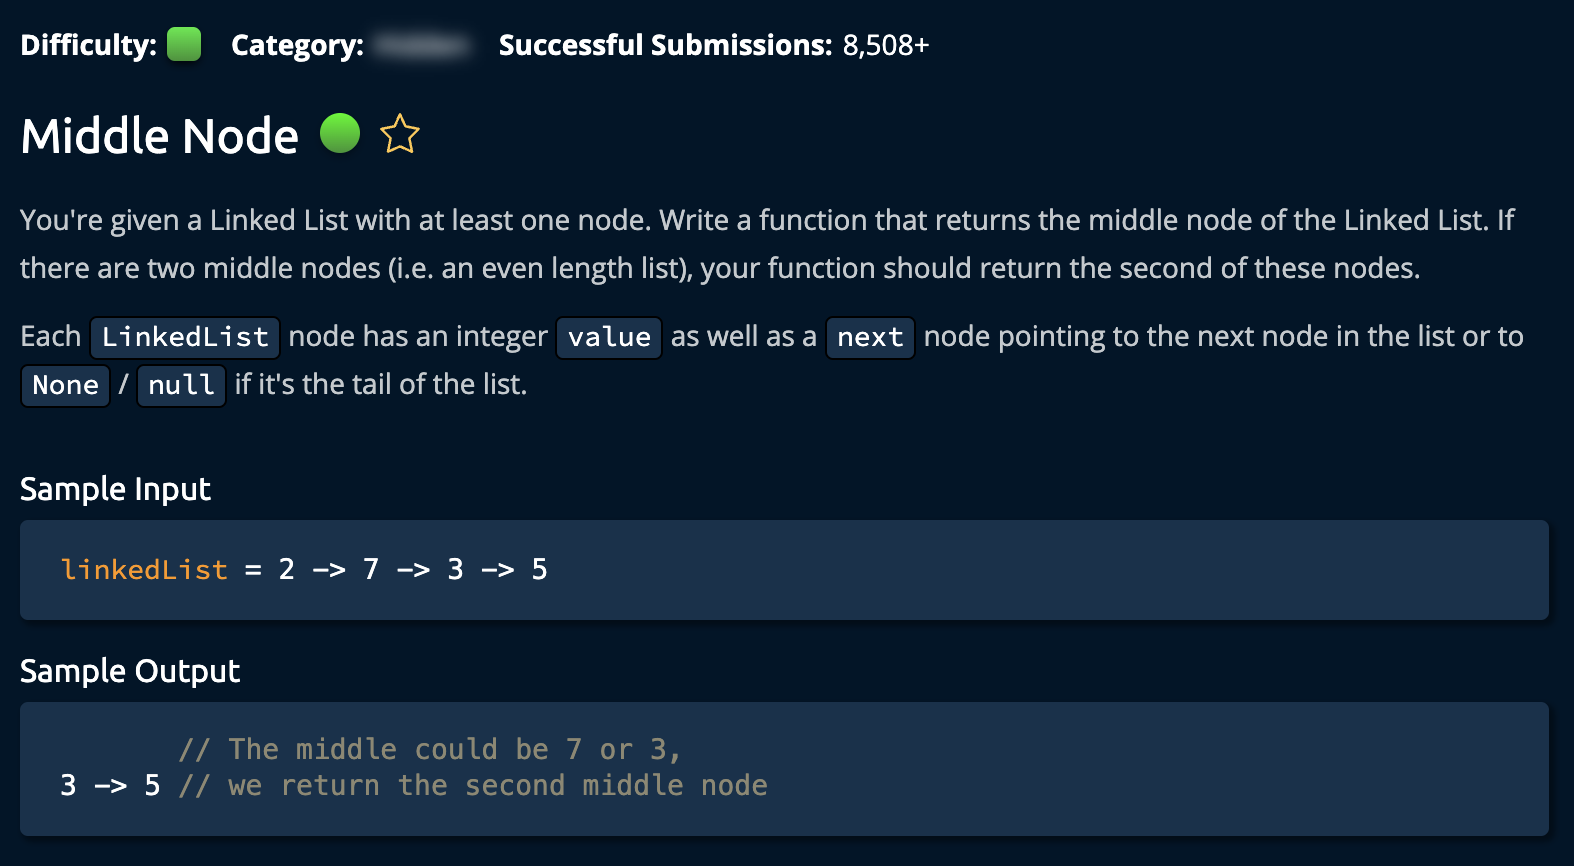 Difficulty: Category: Successful Submissions: 8,508+
Middle Node
You're given a Linked List with at least one node. Write a function that returns the middle node of the Linked List. If
there are two middle nodes (i.e. an even length list), your function should return the second of these nodes.
Each LinkedList node has an integer value as well as a next node pointing to the next node in the list or to
None / null if it's the tail of the list.
Sample Input
linkedList = 2 -> 7 -> 3 -> 5
Sample Output
// The middle could be 7 or 3,
3 -> 5 // we return the second middle node